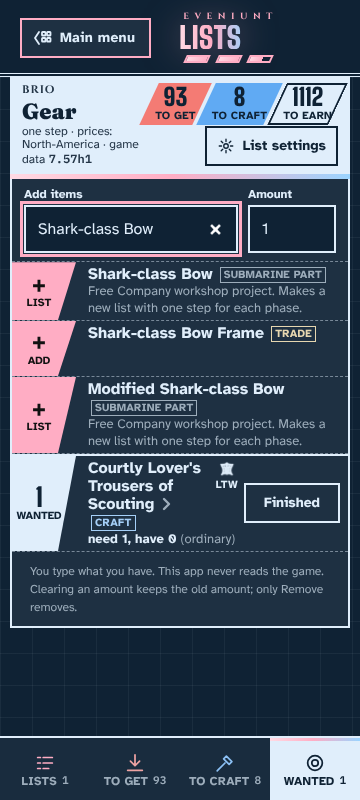 Main menu
EVENIUNT
LISTS
BRIO
Gear
one step · prices:
North-America · game
data 7.57h1
93
TO GET
8
TO CRAFT
1112
TO EARN
List settings
Add items
Amount
Shark-class Bow
1
+
LIST
Shark-class Bow SUBMARINE PART
Free Company workshop project. Makes a
new list with one step for each phase.
+
ADD
Shark-class Bow Frame TRADE
+
LIST
Modified Shark-class Bow
SUBMARINE PART
Free Company workshop project. Makes a
new list with one step for each phase.
1
WANTED
Courtly Lover's
Trousers of
Scouting
CRAFT
need 1, have 0 (ordinary)
LTW
Finished
You type what you have. This app never reads the game.
Clearing an amount keeps the old amount; only Remove
removes.
LISTS 1
TO GET 93
TO CRAFT 8
WANTED 1